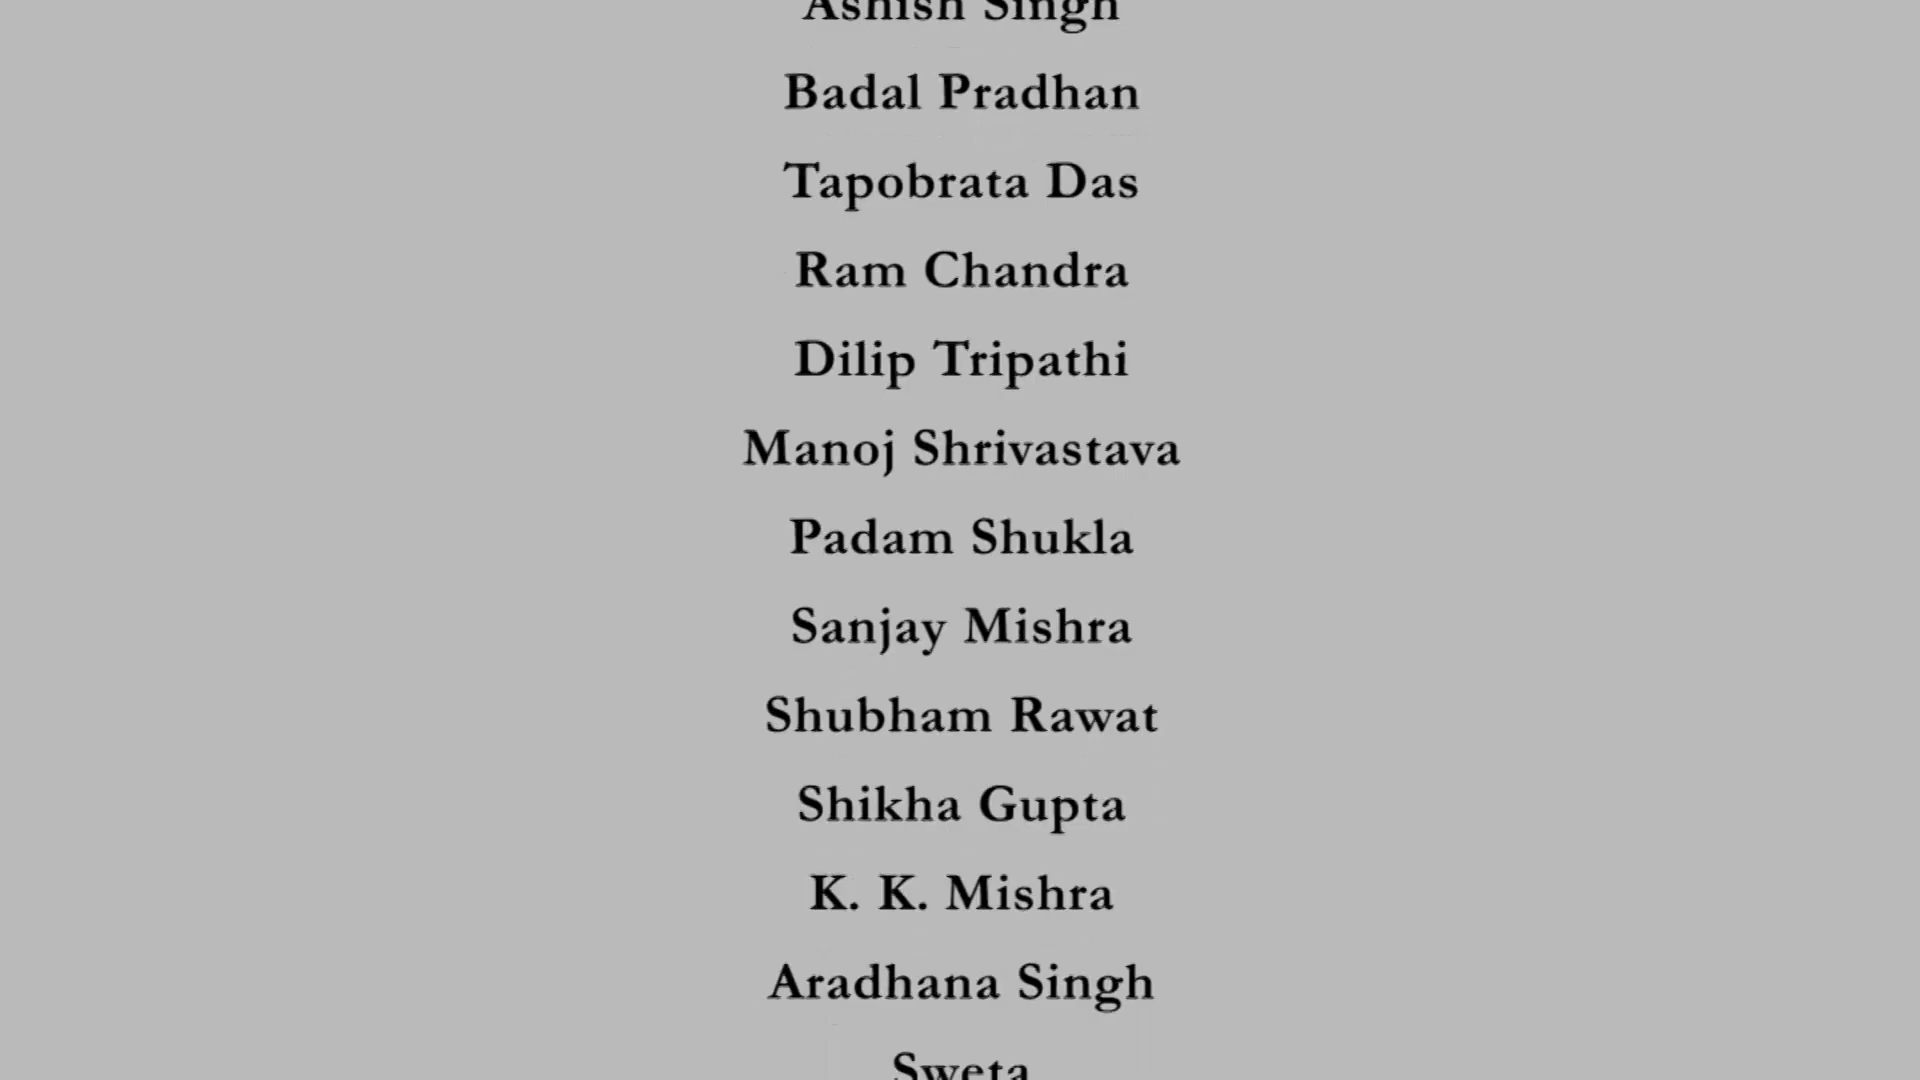 Ashish Singh
Badal Pradhan
Tapobrata Das
Ram Chandra
Dilip Tripathi
Manoj Shrivastava
Padam Shukla
Sanjay Mishra
Shubham Rawat
Shikha Gupta
K. K. Mishra
Aradhana Singh
Sweta